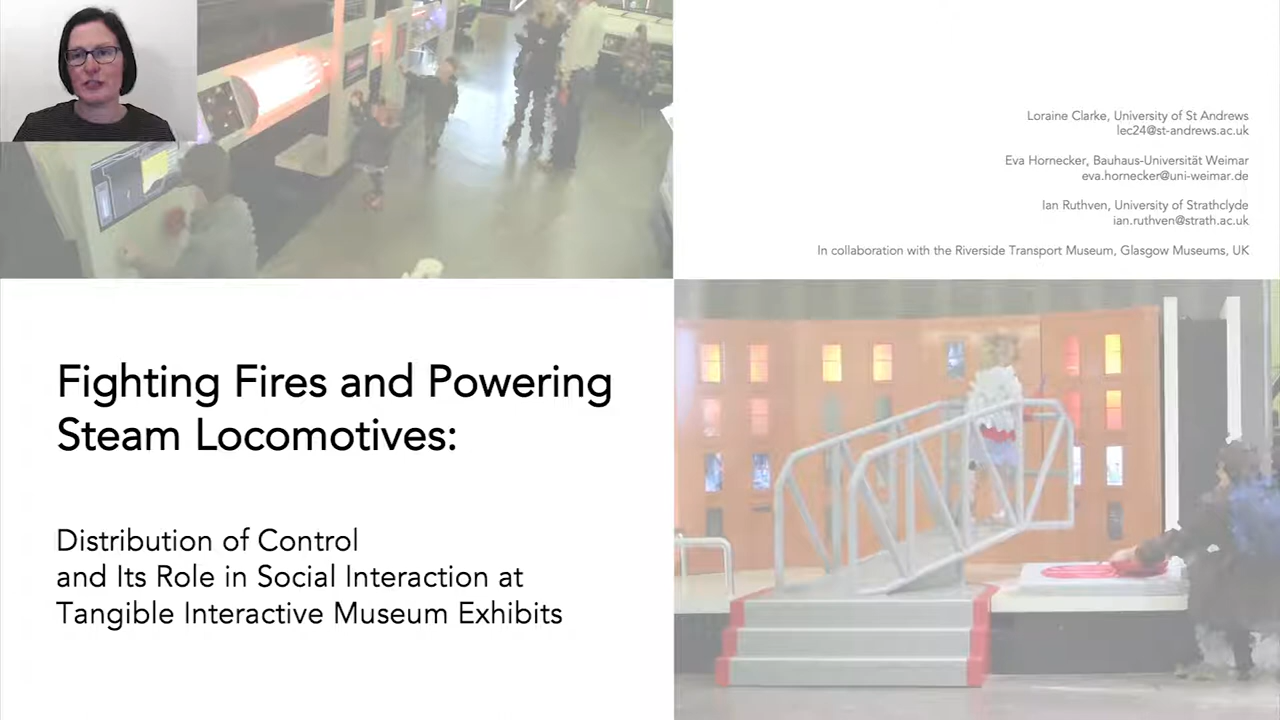 Loraine Clarke, University of St Andrews
lec24@st-andrews.ac.uk
Eva Hornecker, Bauhaus-Universität Weimar
eva.hornecker@uni-weimar.de
Ian Ruthven, University of Strathclyde
ian.ruthven@strath.ac.uk
In collaboration with the Riverside Transport Museum, Glasgow Museums, UK
Fighting Fires and Powering
Steam Locomotives:
Distribution of Control
and Its Role in Social Interaction at
Tangible Interactive Museum Exhibits